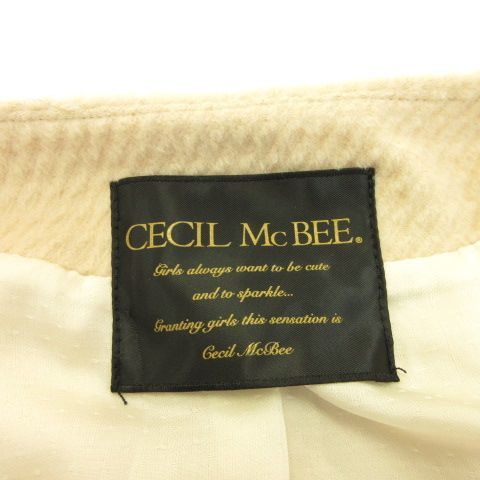 CECIL McBEE®
Girls always want to be cute
and to sparkle...
Granting girls this sensation is
Cecil McBee